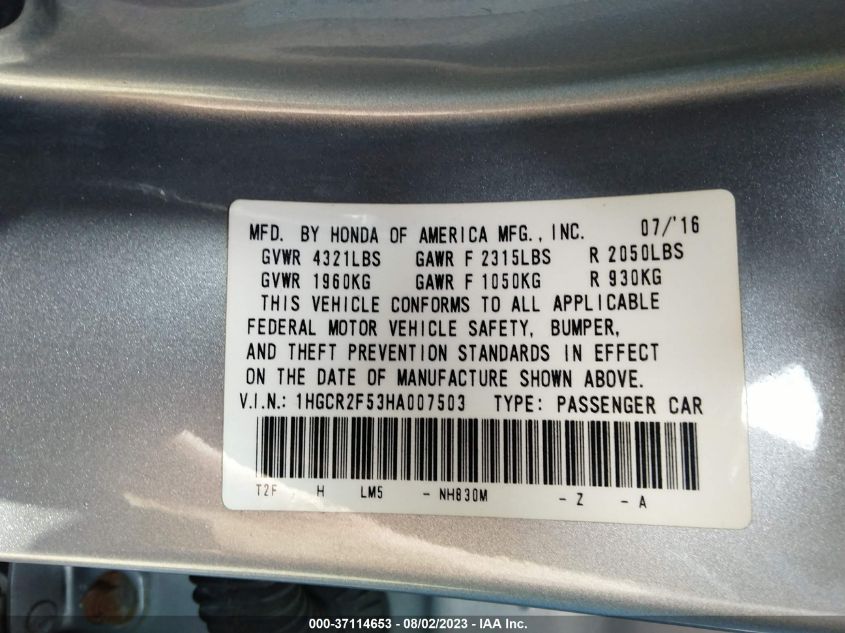 MFD. BY HONDA OF AMERICA MFG., INC. 07/'16
GVWR 4321LBS GAWR F 2315LBS R 2050LBS
GVWR 1960KG GAWR F 1050KG R 930KG
THIS VEHICLE CONFORMS TO ALL APPLICABLE
FEDERAL MOTOR VEHICLE SAFETY, BUMPER,
AND THEFT PREVENTION STANDARDS IN EFFECT
ON THE DATE OF MANUFACTURE SHOWN ABOVE.
V.I.N.: 1HGCR2F53HA007503 TYPE: PASSENGER CAR
T2F H LM5 - NH830M - Z - A
000-37114653 - 08/02/2023 - IAA Inc.